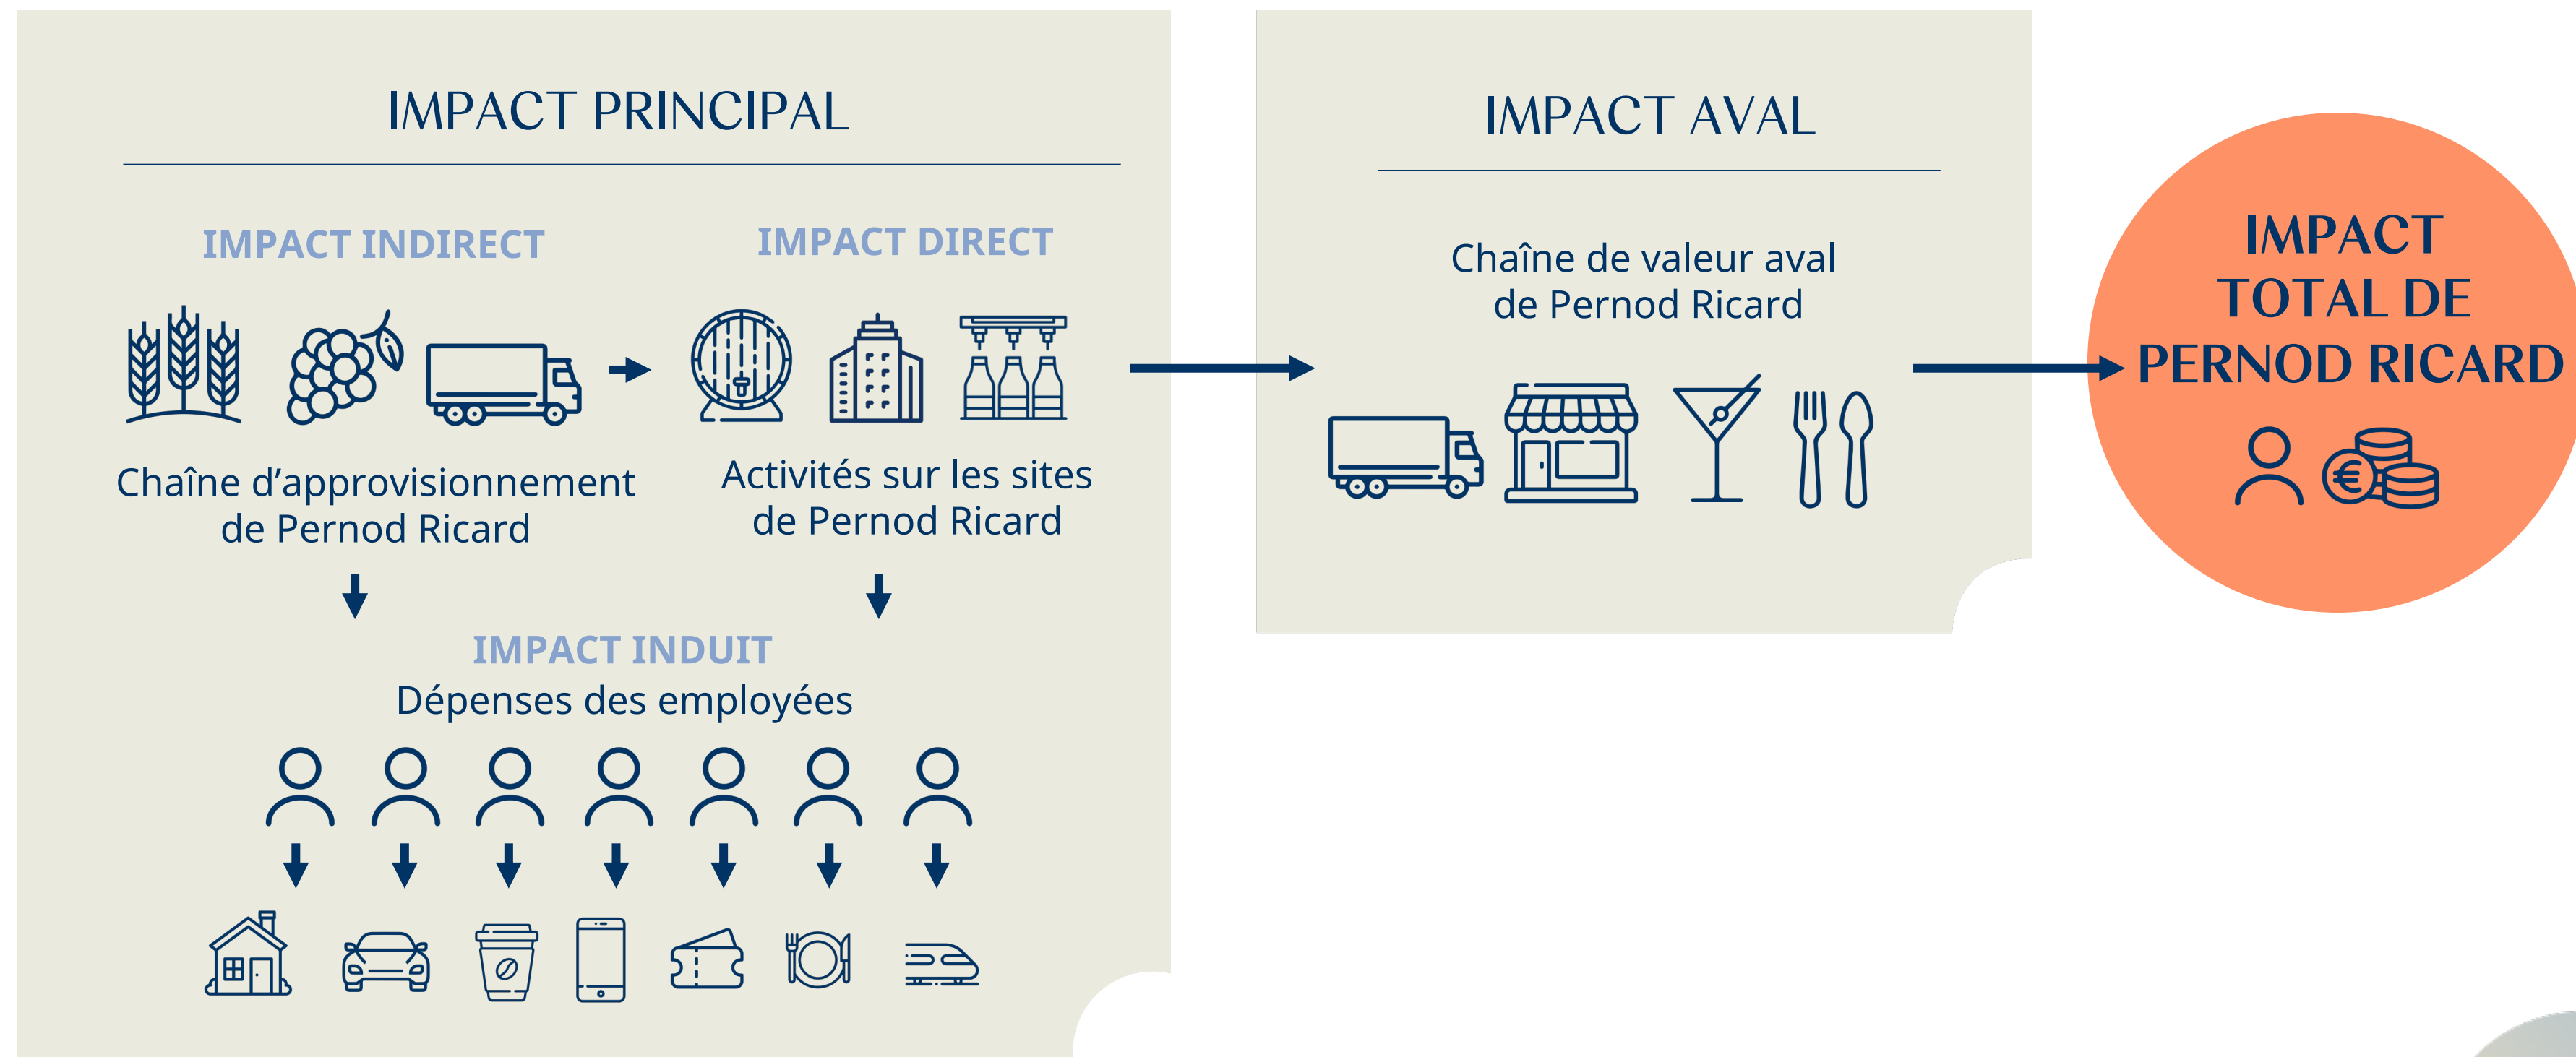 IMPACT PRINCIPAL
IMPACT INDIRECT
IMPACT DIRECT
Chaîne d’approvisionnement
de Pernod Ricard
Activités sur les sites
de Pernod Ricard
IMPACT INDUIT
Dépenses des employées
IMPACT AVAL
Chaîne de valeur aval
de Pernod Ricard
IMPACT
TOTAL DE
PERNOD RICARD
€